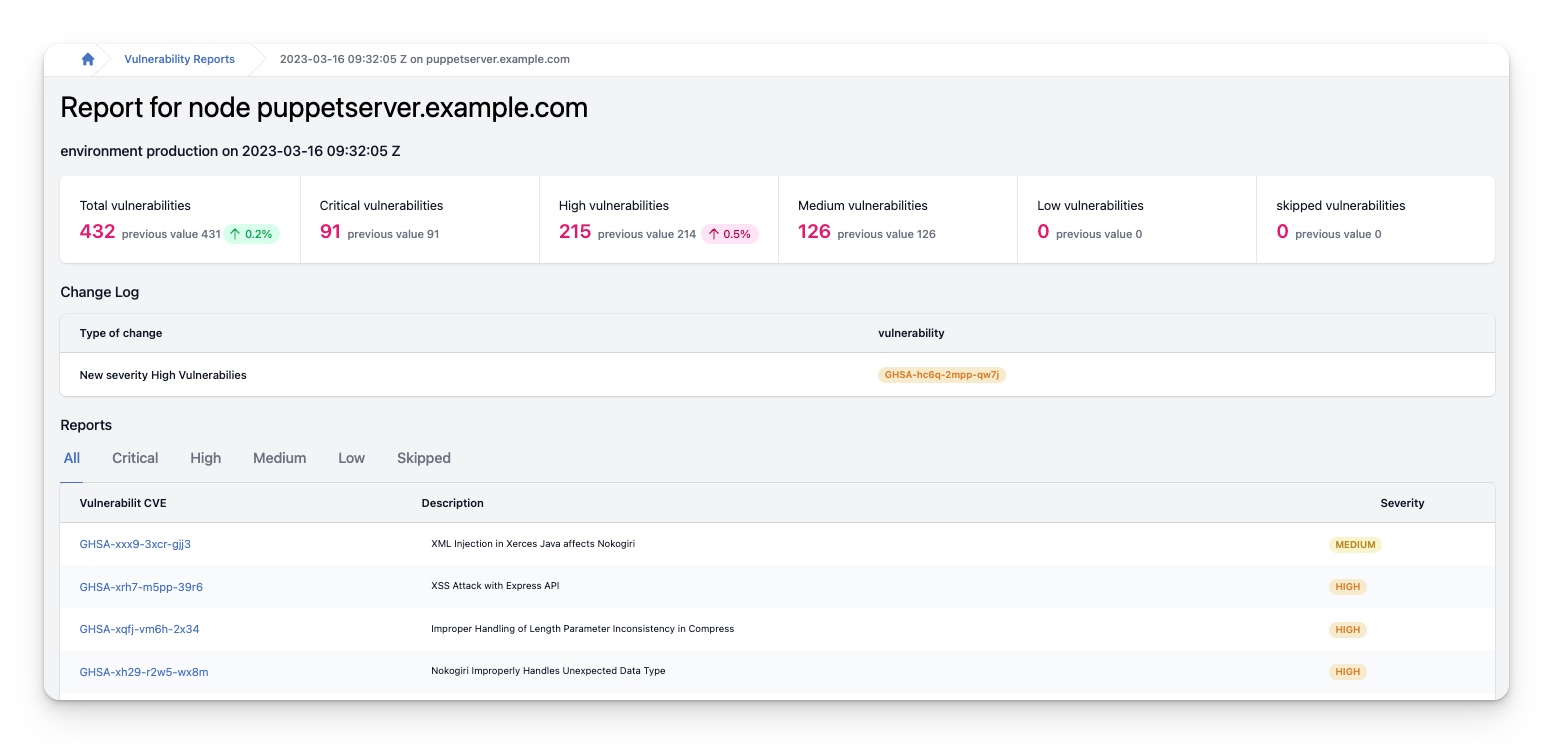 Vulnerability Reports 2023-03-16 09:32:05 Z on puppetserver.example.com
Report for node puppetserver.example.com
environment production on 2023-03-16 09:32:05 Z
Total vulnerabilities Critical vulnerabilities High vulnerabilities Medium vulnerabilities Low vulnerabilities skipped vulnerabilities
432 previous value 431 ↑ 0.2% 91 previous value 91 215 previous value 214 ↑ 0.5% 126 previous value 126 0 previous value 0 0 previous value 0
Change Log
Type of change vulnerability
New severity High Vulnerabilies GHSA-hc6q-2mpp-qw7j
Reports
All Critical High Medium Low Skipped
Vulnerabilit CVE Description Severity
GHSA-xxx9-3xcr-gjj3 XML Injection in Xerces Java affects Nokogiri MEDIUM
GHSA-xrh7-m5pp-39r6 XSS Attack with Express API HIGH
GHSA-xqfj-vm6h-2x34 Improper Handling of Length Parameter Inconsistency in Compress HIGH
GHSA-xh29-r2w5-wx8m Nokogiri Improperly Handles Unexpected Data Type HIGH